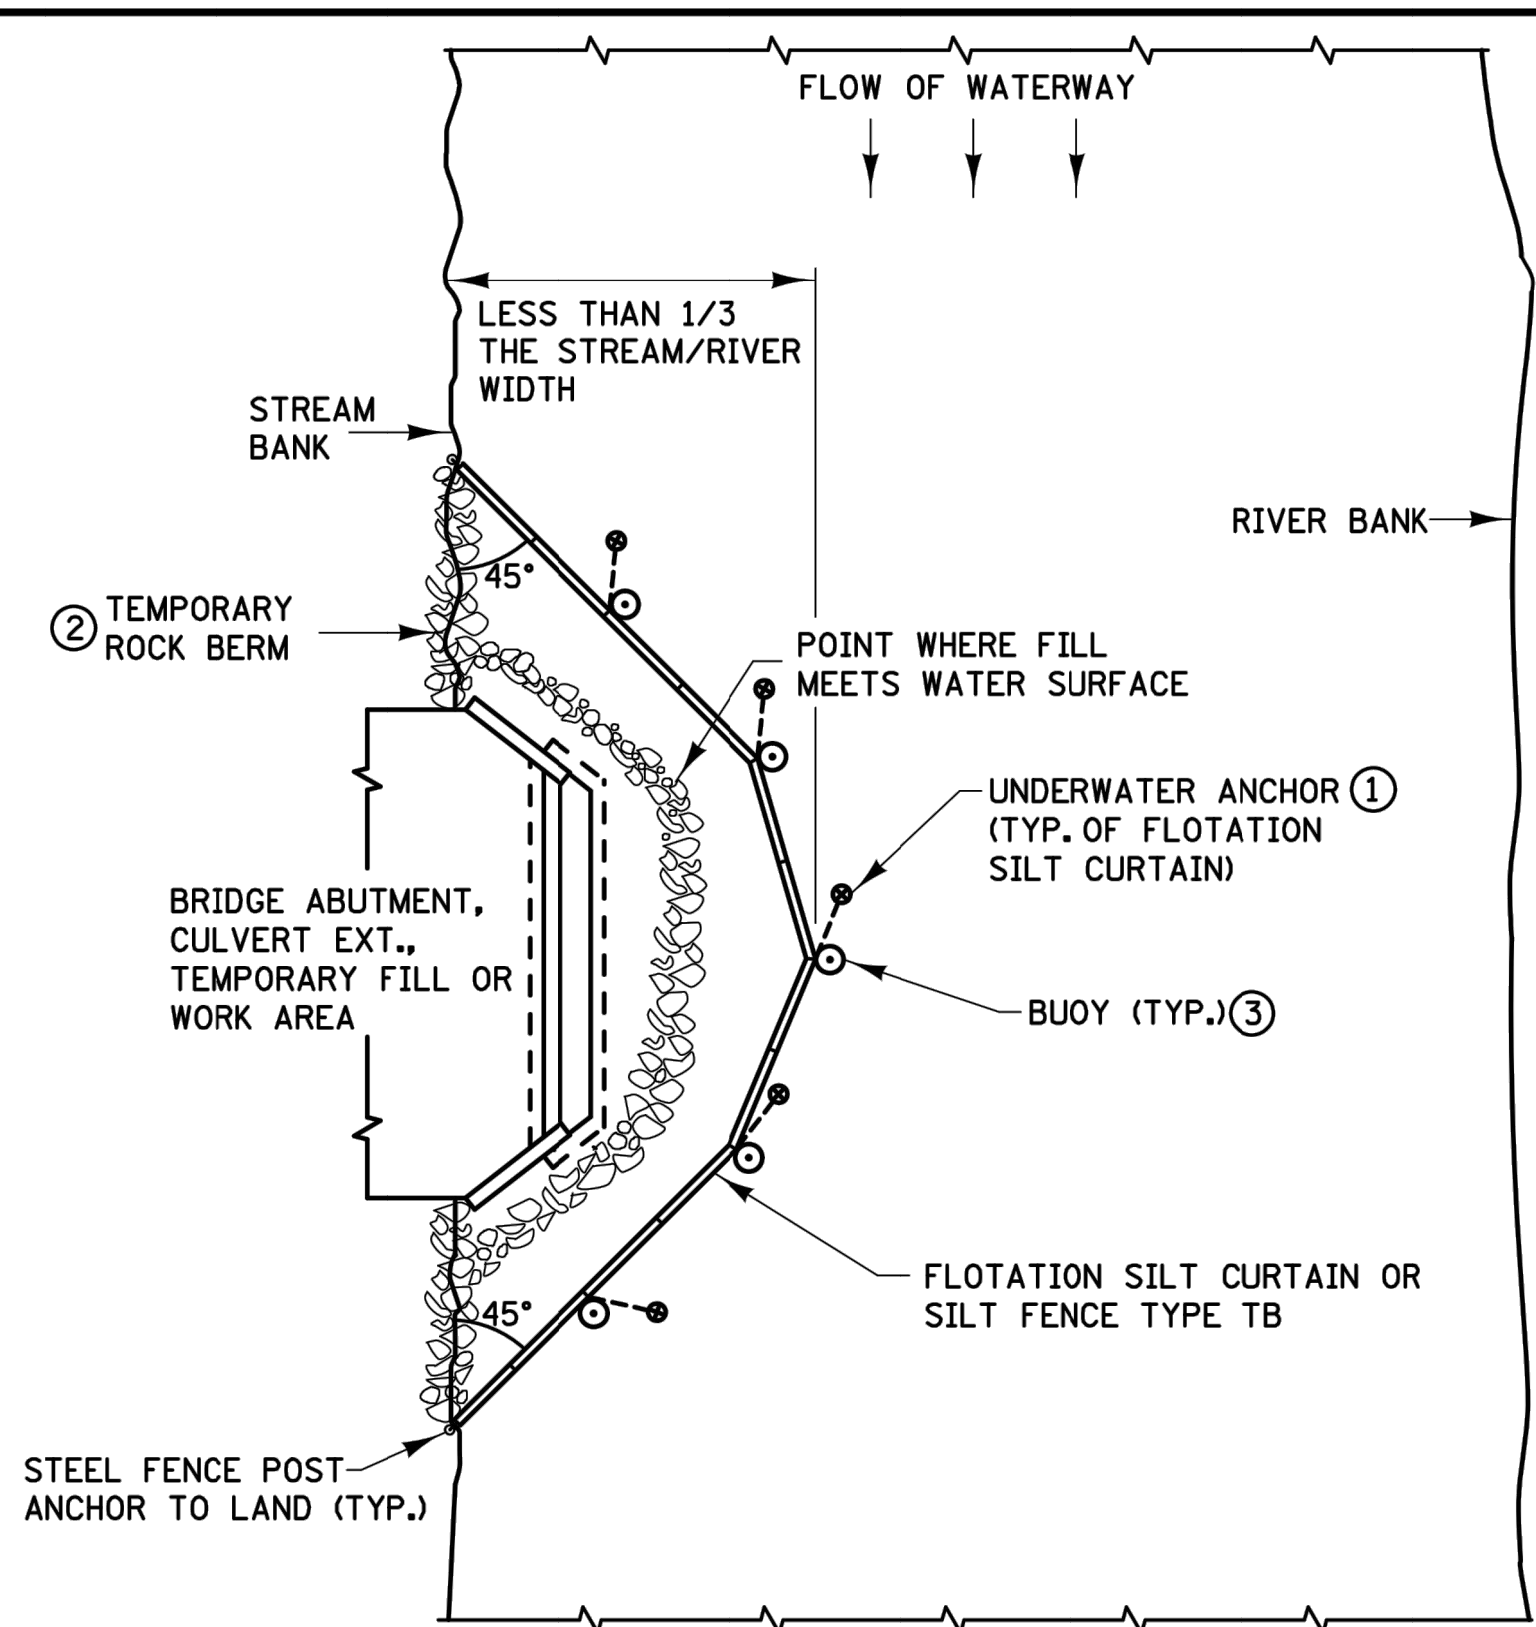 FLOW OF WATERWAY
LESS THAN 1/3
THE STREAM/RIVER
WIDTH
STREAM
BANK
RIVER BANK
45°
② TEMPORARY
ROCK BERM
POINT WHERE FILL
MEETS WATER SURFACE
UNDERWATER ANCHOR ①
(TYP. OF FLOTATION
SILT CURTAIN)
BRIDGE ABUTMENT,
CULVERT EXT.,
TEMPORARY FILL OR
WORK AREA
BUOY (TYP.) ③
FLOTATION SILT CURTAIN OR
SILT FENCE TYPE TB
45°
STEEL FENCE POST
ANCHOR TO LAND (TYP.)